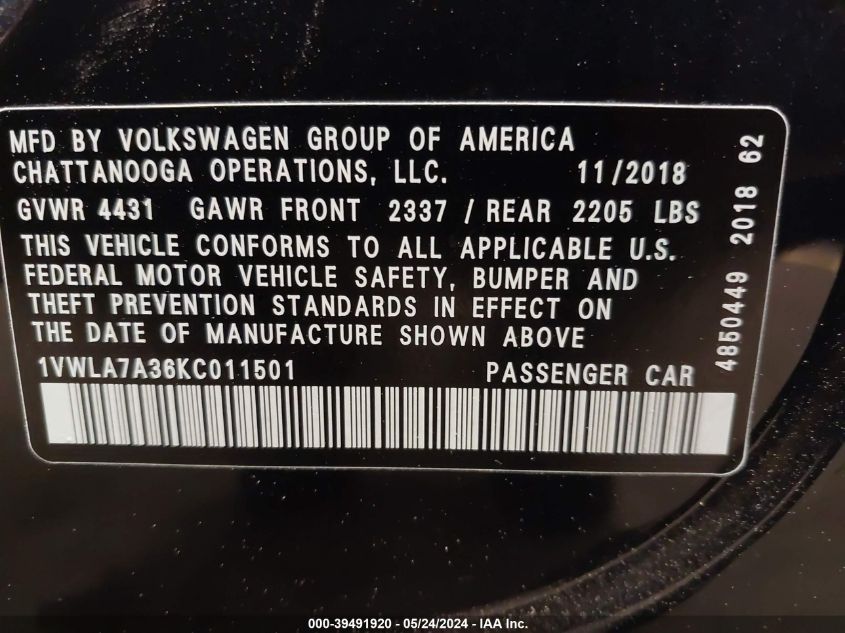 MFD BY VOLKSWAGEN GROUP OF AMERICA
CHATTANOOGA OPERATIONS, LLC. 11/2018
GVWR 4431 GAWR FRONT 2337 / REAR 2205 LBS
THIS VEHICLE CONFORMS TO ALL APPLICABLE U.S.
FEDERAL MOTOR VEHICLE SAFETY, BUMPER AND
THEFT PREVENTION STANDARDS IN EFFECT ON
THE DATE OF MANUFACTURE SHOWN ABOVE
1VWLA7A36KC011501 PASSENGER CAR
4850449 2018 62
000-39491920 - 05/24/2024 - IAA Inc.